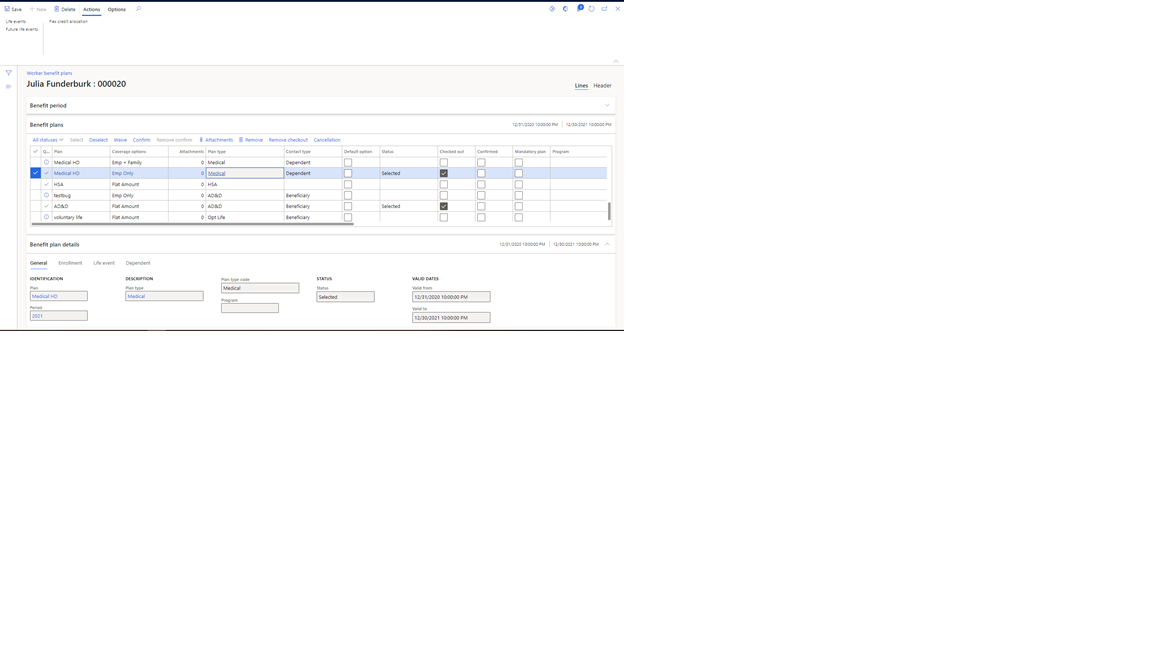 Save New Delete Actions Options
Life events Flex credit allocation
Future life events
Worker benefit plans
Julia Funderburk : 000020
Lines Header
Benefit period
Benefit plans 12/31/2020 10:00:00 PM 12/30/2021 10:00:00 PM
All statuses Select Deselect Waive Confirm Remove confirm Attachments Remove Remove checkout Cancellation
Q... Plan Coverage options Attachments Plan type Contact type Default option Status Checked out Confirmed Mandatory plan Program
Medical HD Emp + Family 0 Medical Dependent
Medical HD Emp Only 0 Medical Dependent Selected
HSA Flat Amount 0 HSA
testbug Emp Only 0 AD&D Beneficiary
AD&D Flat Amount 0 AD&D Beneficiary Selected
voluntary life Flat Amount 0 Opt Life Beneficiary
Benefit plan details 12/31/2020 10:00:00 PM 12/30/2021 10:00:00 PM
General Enrollment Life event Dependent
IDENTIFICATION
Plan
Medical HD
Period
2021
DESCRIPTION
Plan type
Medical
Plan type code
Medical
Program
STATUS
Status
Selected
VALID DATES
Valid from
12/31/2020 10:00:00 PM
Valid to
12/30/2021 10:00:00 PM